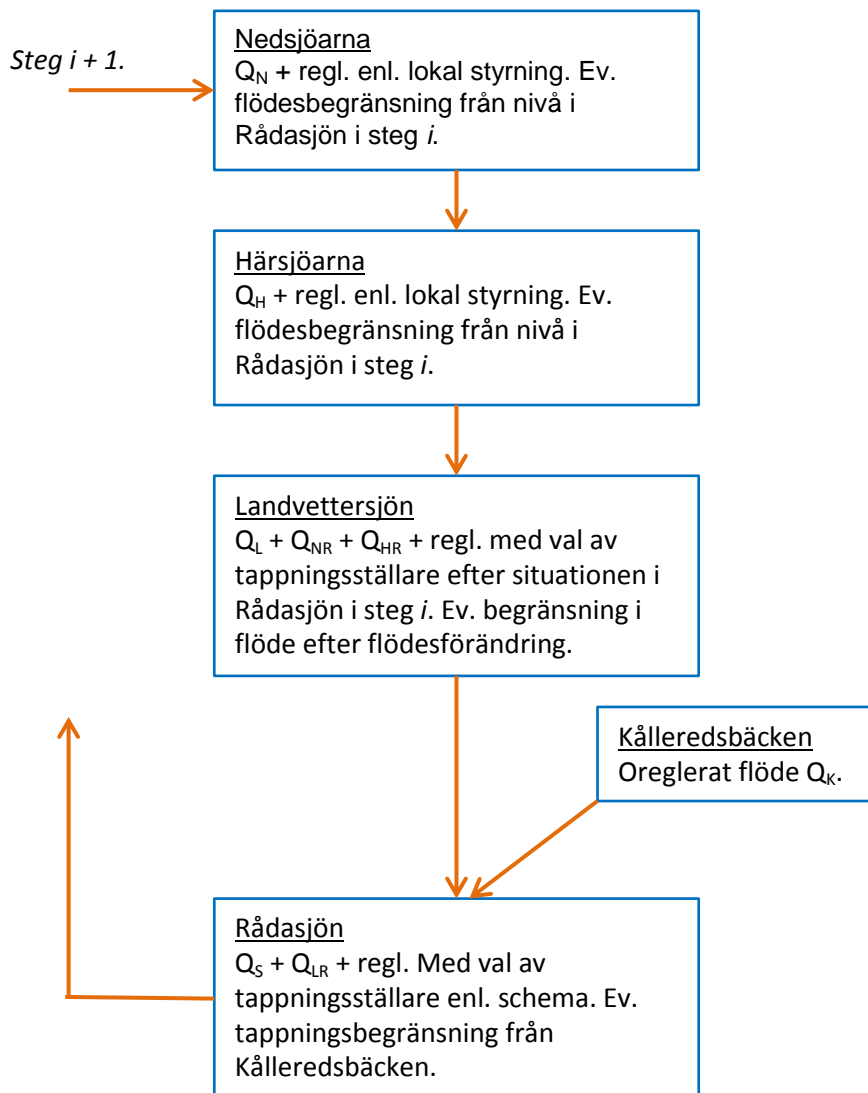 Steg i + 1.
Nedsjöarna
QN + regl. enl. lokal styrning. Ev.
flödesbegränsning från nivå i
Rådasjön i steg i.
Härsjöarna
QH + regl. enl. lokal styrning. Ev.
flödesbegränsning från nivå i
Rådasjön i steg i.
Landvettersjön
QL + QNR + QHR + regl. med val av
tappningsställare efter situationen i
Rådasjön i steg i. Ev. begränsning i
flöde efter flödesförändring.
Kålleredsbäcken
Oreglerat flöde QK.
Rådasjön
QS + QLR + regl. Med val av
tappningsställare enl. schema. Ev.
tappningsbegränsning från
Kålleredsbäcken.